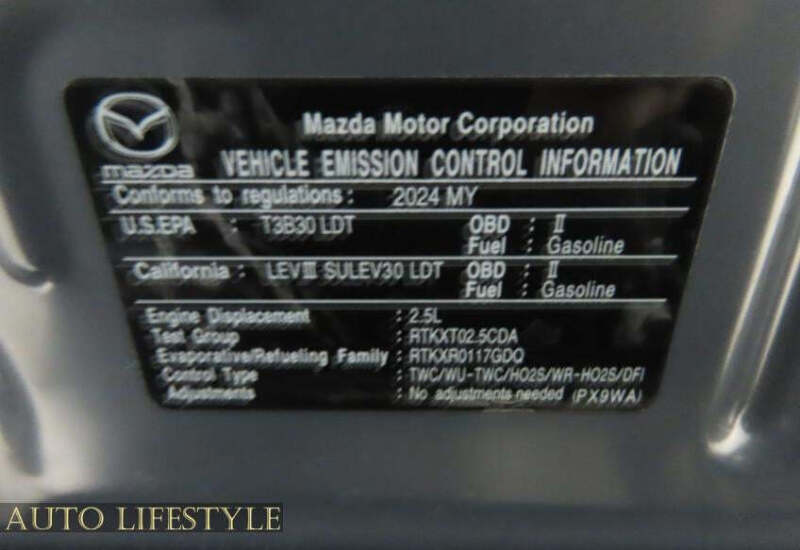 Mazda Motor Corporation
mazda VEHICLE EMISSION CONTROL INFORMATION
Conforms to regulations : 2024 MY
U.S.EPA : T3B30 LDT OBD : II
Fuel : Gasoline
California : LEVIII SULEV30 LDT OBD : II
Fuel : Gasoline
Engine Displacement : 2.5L
Test Group : RTKXT02.5CDA
Evaporative/Refueling Family : RTKXR0117GDO
Control Type : TWC/WU-TWC/HO2S/WR-HO2S/DFI
Adjustments : No adjustments needed (PX9WA)
AUTO LIFESTYLE